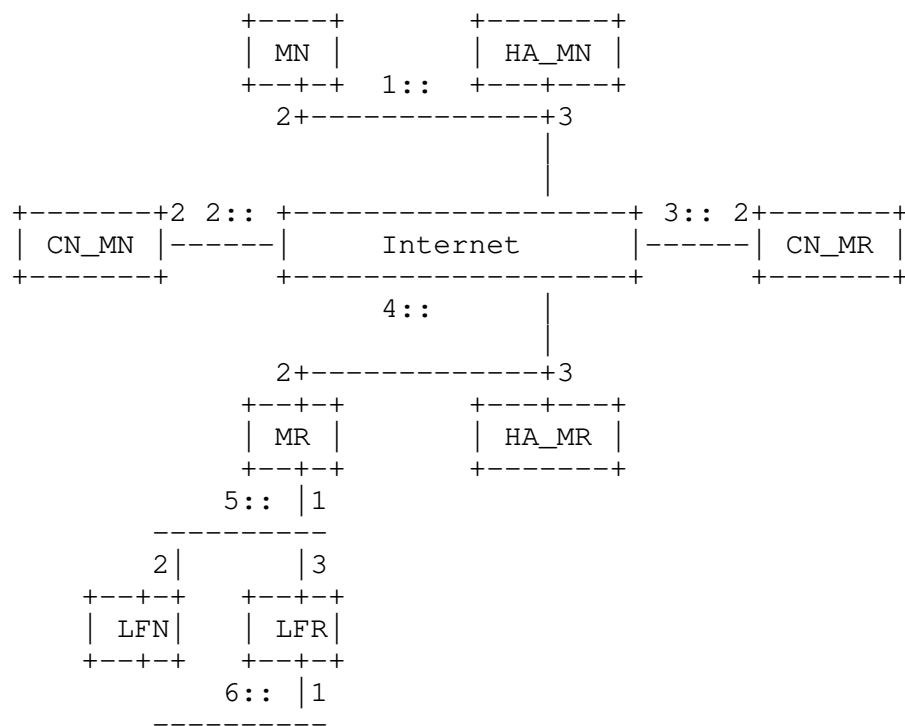 MN HA_MN
1::
2 3
2 2:: 3:: 2
CN_MN Internet CN_MR
4::
2 3
MR HA_MR
5:: 1
2 3
LFN LFR
6:: 1